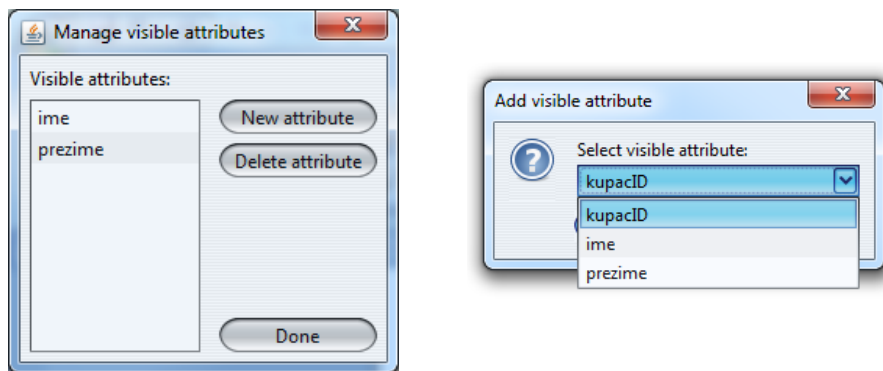 Manage visible attributes
Visible attributes:
ime
prezime
New attribute
Delete attribute
Done
Add visible attribute
Select visible attribute:
kupacID
kupacID
ime
prezime